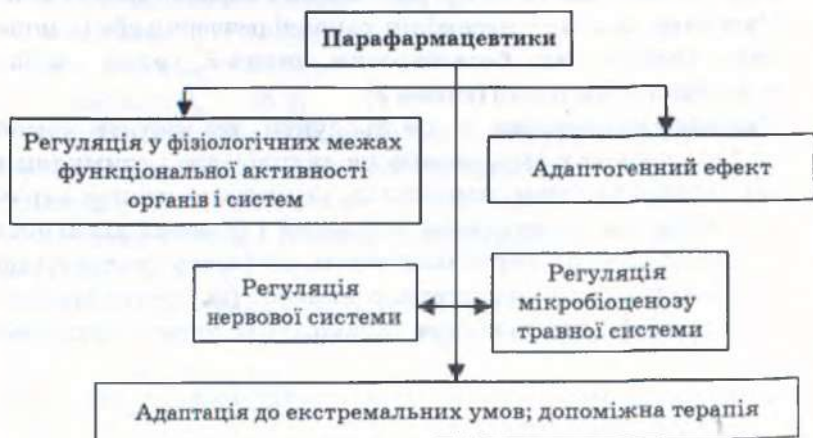 Парафармацевтики
Регуляція у фізіологічних межах
функціональної активності
органів і систем
Адаптогенний ефект
Регуляція
нервової системи
Регуляція
мікробіоценозу
травної системи
Адаптація до екстремальних умов; допоміжна терапія